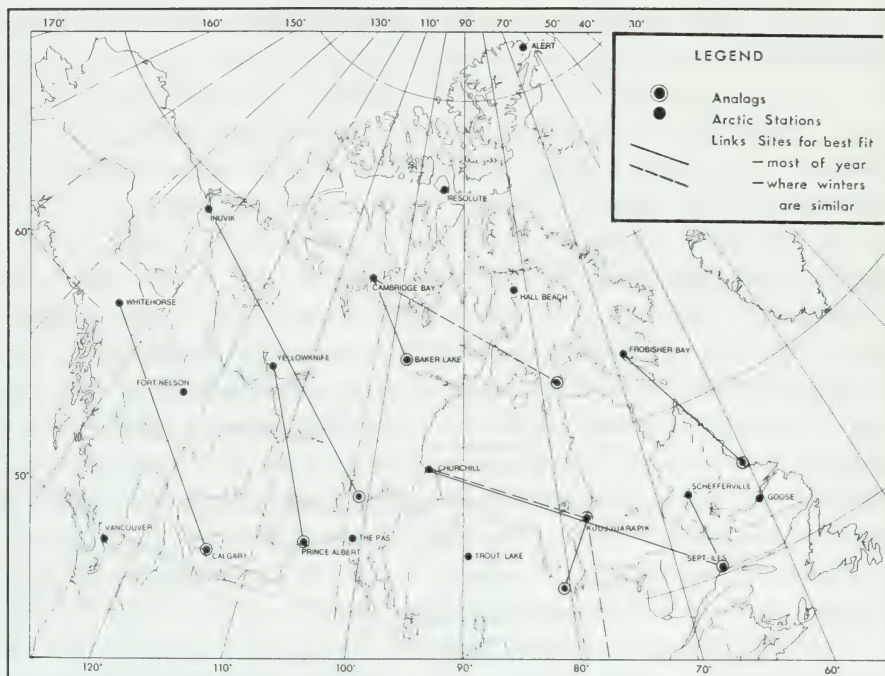 170° 160° 150° 130° 110° 90° 70° 50° 40° 30°
ALERT
LEGEND
Analogs
Arctic Stations
Links Sites for best fit
— most of year
— where winters
are similar
RESOLUTE
INUVIK
60°
CAMBRIDGE BAY
HALL BEACH
WHITEHORSE
FROBISHER BAY
BAKER LAKE
YELLOWKNIFE
FORT NELSON
CHURCHILL
50°
SCHEFFERVILLE
GOOSE
KUUJJUARAPIK
VANCOUVER
THE PAS
CALGARY
PRINCE ALBERT
TROUT LAKE
SEPT-ILES
120° 110° 100° 90° 80° 70° 60°